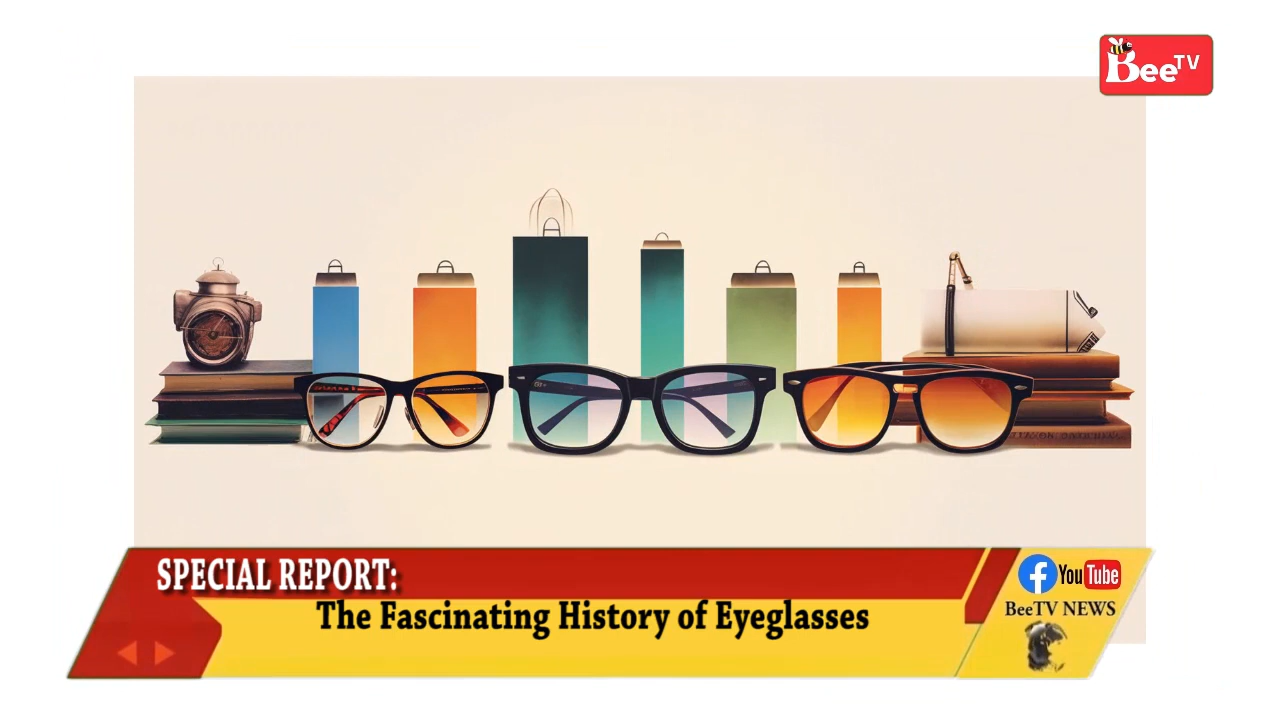 BeeTV
SPECIAL REPORT:
The Fascinating History of Eyeglasses
YouTube
BeeTV NEWS